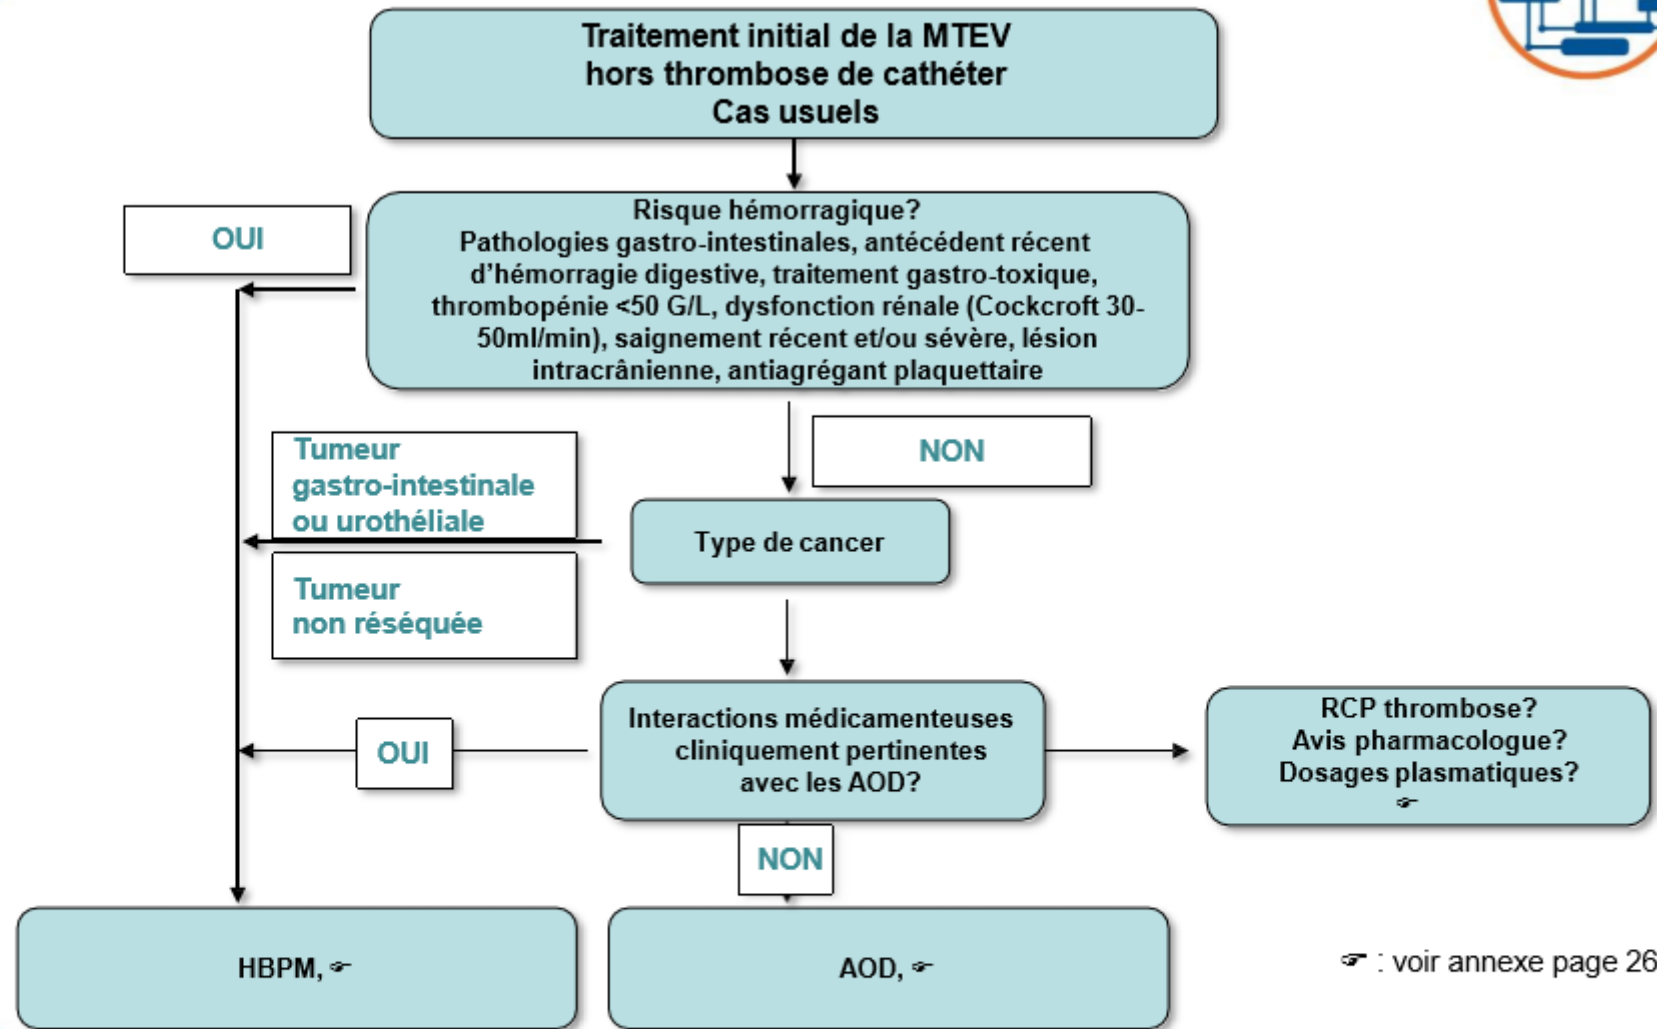 Traitement initial de la MTEV
hors thrombose de cathéter
Cas usuels
OUI
Risque hémorragique?
Pathologies gastro-intestinales, antécédent récent
d'hémorragie digestive, traitement gastro-toxique,
thrombopénie <50 G/L, dysfonction rénale (Cockcroft 30-
50ml/min), saignement récent et/ou sévère, lésion
intracrânienne, antiagrégant plaquettaire
NON
Tumeur
gastro-intestinale
ou urothéliale
Type de cancer
Tumeur
non réséquée
OUI
Interactions médicamenteuses
cliniquement pertinentes
avec les AOD?
RCP thrombose?
Avis pharmacologue?
Dosages plasmatiques?
☞
NON
HBPM, ☞
AOD, ☞
☞ : voir annexe page 26